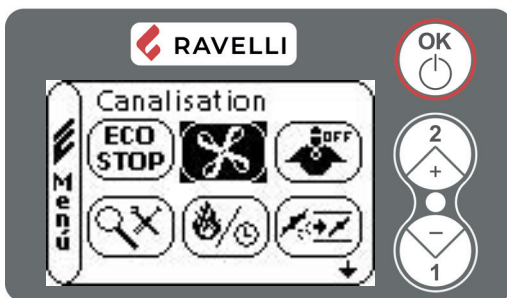 RAVELLI
OK
Canalisation
ECO
STOP
OFF
Menú
2
+
−
1